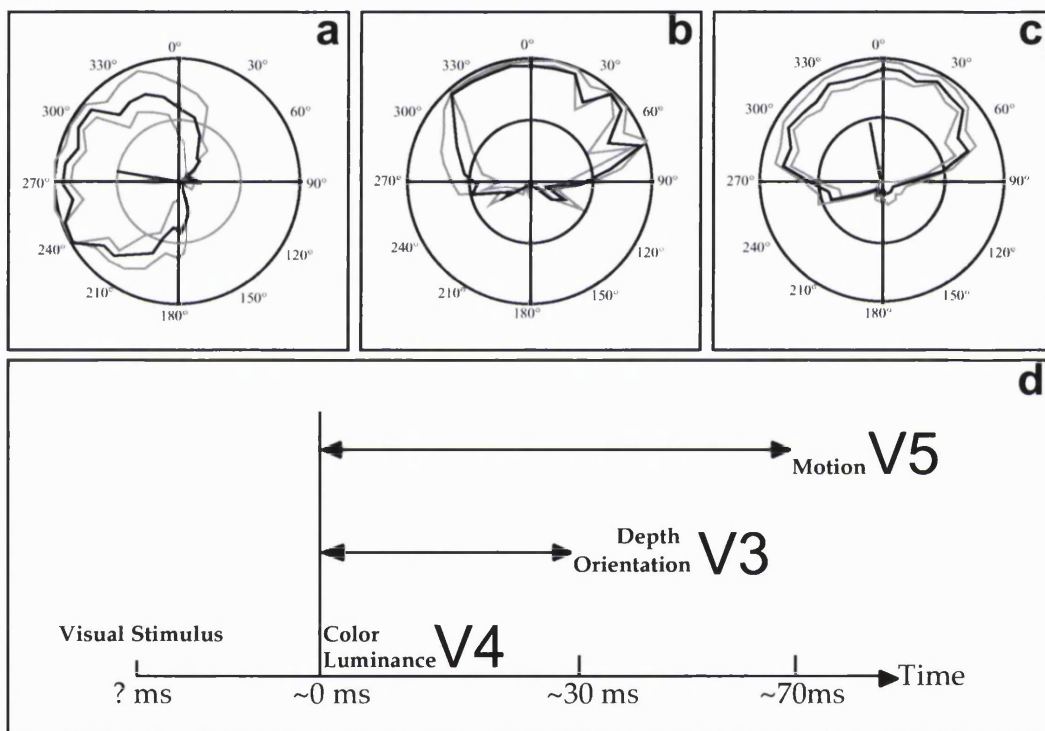 a
0°
30°
60°
90°
120°
150°
180°
210°
240°
270°
300°
330°
b
0°
30°
60°
90°
120°
150°
180°
210°
240°
270°
300°
330°
c
0°
30°
60°
90°
120°
150°
180°
210°
240°
270°
300°
330°
d
Motion V5
Depth
Orientation V3
Visual Stimulus
Color
Luminance V4
? ms
~0 ms
~30 ms
~70ms
Time